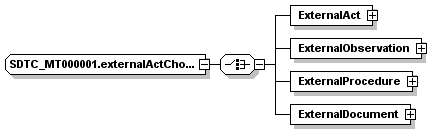 ExternalAct
ExternalObservation
SDTC_MT000001.externalActCho...
ExternalProcedure
ExternalDocument